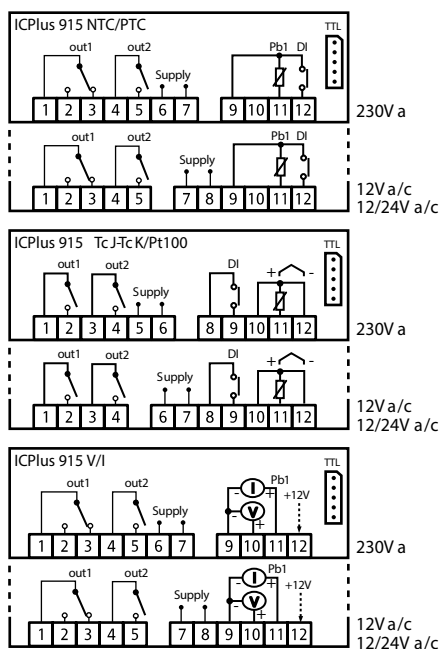 ICPlus 915 NTC/PTC
TTL
out1 out2 Pb1 DI
Supply
1 2 3 4 5 6 7 9 10 11 12
230V a
out1 out2 Pb1 DI
Supply
1 2 3 4 5 7 8 9 10 11 12
12V a/c
12/24V a/c
ICPlus 915 TcJ-TcK/Pt100
TTL
out1 out2 DI + -
Supply
1 2 3 4 5 6 8 9 10 11 12
230V a
out1 out2 DI + -
Supply
1 2 3 4 6 7 8 9 10 11 12
12V a/c
12/24V a/c
ICPlus 915 V/I
TTL
out1 out2 Pb1
Supply - I + +12V
- V +
1 2 3 4 5 6 7 9 10 11 12
230V a
out1 out2 Pb1
Supply - I + +12V
- V +
1 2 3 4 5 7 8 9 10 11 12
12V a/c
12/24V a/c